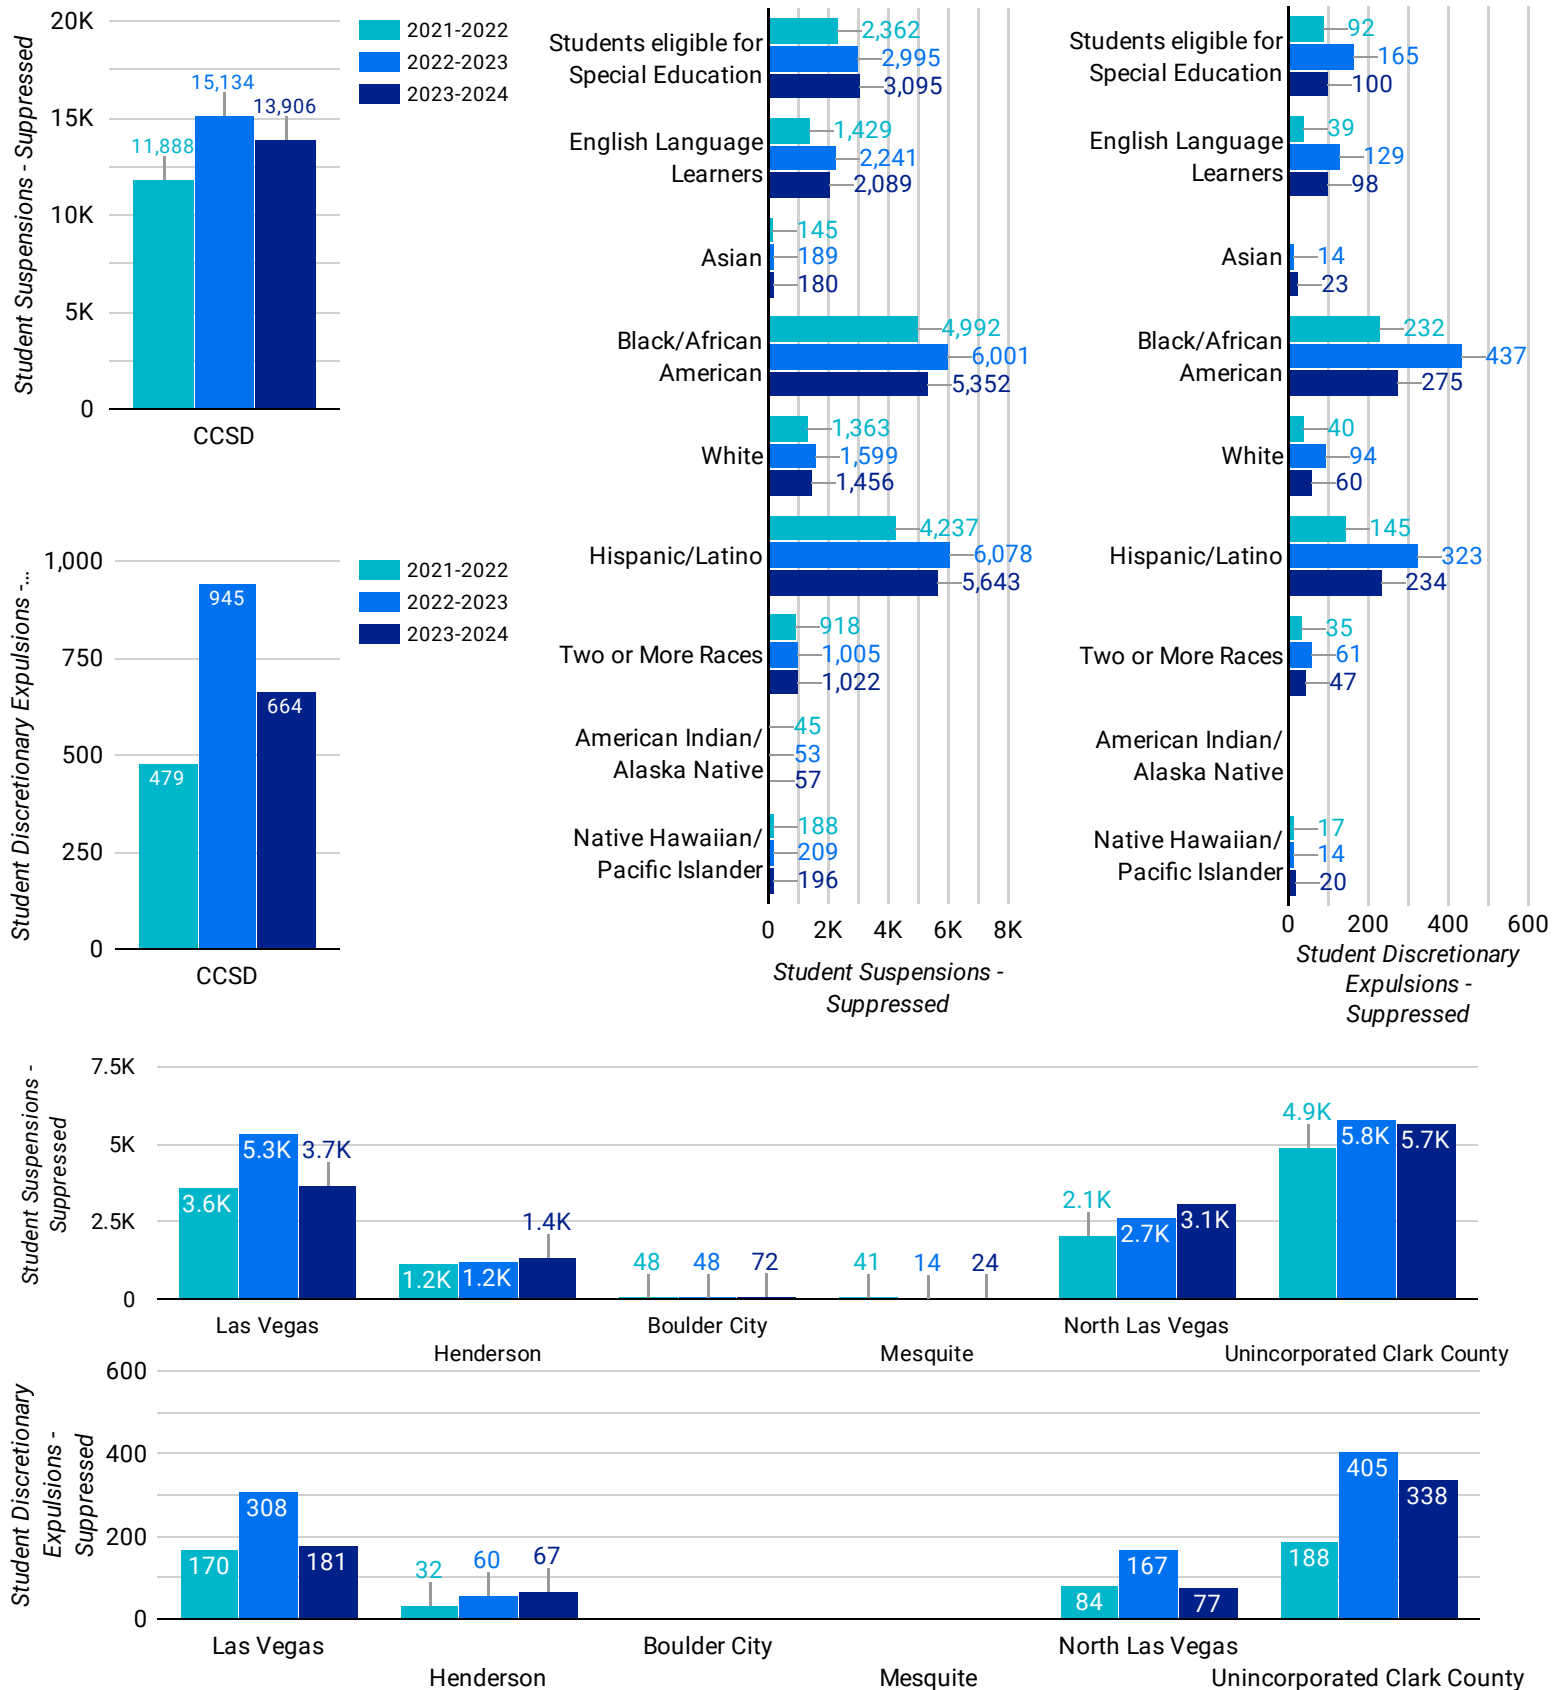 Student Suspensions - Suppressed
20K
15K
10K
5K
0
11,888
15,134
13,906
CCSD
2021-2022
2022-2023
2023-2024
Student Discretionary Expulsions -...
1,000
750
500
250
0
479
945
664
CCSD
2021-2022
2022-2023
2023-2024
Students eligible for
Special Education
2,362
2,995
3,095
English Language
Learners
1,429
2,241
2,089
Asian
145
189
180
Black/African
American
4,992
6,001
5,352
White
1,363
1,599
1,456
Hispanic/Latino
4,237
6,078
5,643
Two or More Races
918
1,005
1,022
American Indian/
Alaska Native
45
53
57
Native Hawaiian/
Pacific Islander
188
209
196
0 2K 4K 6K 8K
Student Suspensions -
Suppressed
Students eligible for
Special Education
92
165
100
English Language
Learners
39
129
98
Asian
14
23
Black/African
American
232
437
275
White
40
94
60
Hispanic/Latino
145
323
234
Two or More Races
35
61
47
American Indian/
Alaska Native
Native Hawaiian/
Pacific Islander
17
14
20
0 200 400 600
Student Discretionary
Expulsions -
Suppressed
Student Suspensions -
Suppressed
7.5K
5K
2.5K
0
3.6K 5.3K 3.7K
1.2K 1.2K 1.4K
48 48 72
41 14 24
2.1K 2.7K 3.1K
4.9K 5.8K 5.7K
Las Vegas
Henderson
Boulder City
Mesquite
North Las Vegas
Unincorporated Clark County
Student Discretionary
Expulsions -
Suppressed
600
400
200
0
170 308 181
32 60 67
84 167 77
188 405 338
Las Vegas
Henderson
Boulder City
Mesquite
North Las Vegas
Unincorporated Clark County